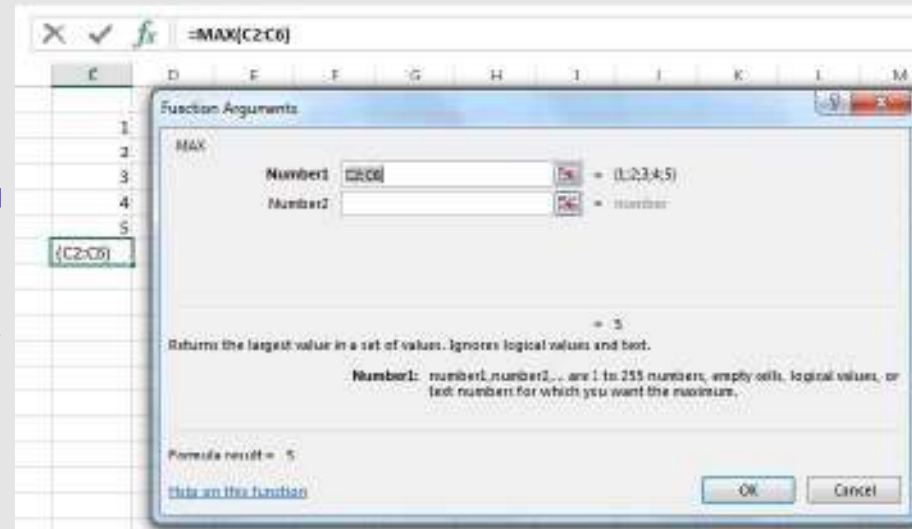 fx =MAX(C2:C6)
C D E F G H I J K L M
Function Arguments
1
2
3
4
5
(C2:C6)
MAX
Number1 C2:C6 = {1;2;3;4;5}
Number2 = number
= 5
Returns the largest value in a set of values. Ignores logical values and text.
Number1: number1,number2,... are 1 to 255 numbers, empty cells, logical values, or
text numbers for which you want the maximum.
Formula result = 5
Help on this function
OK Cancel